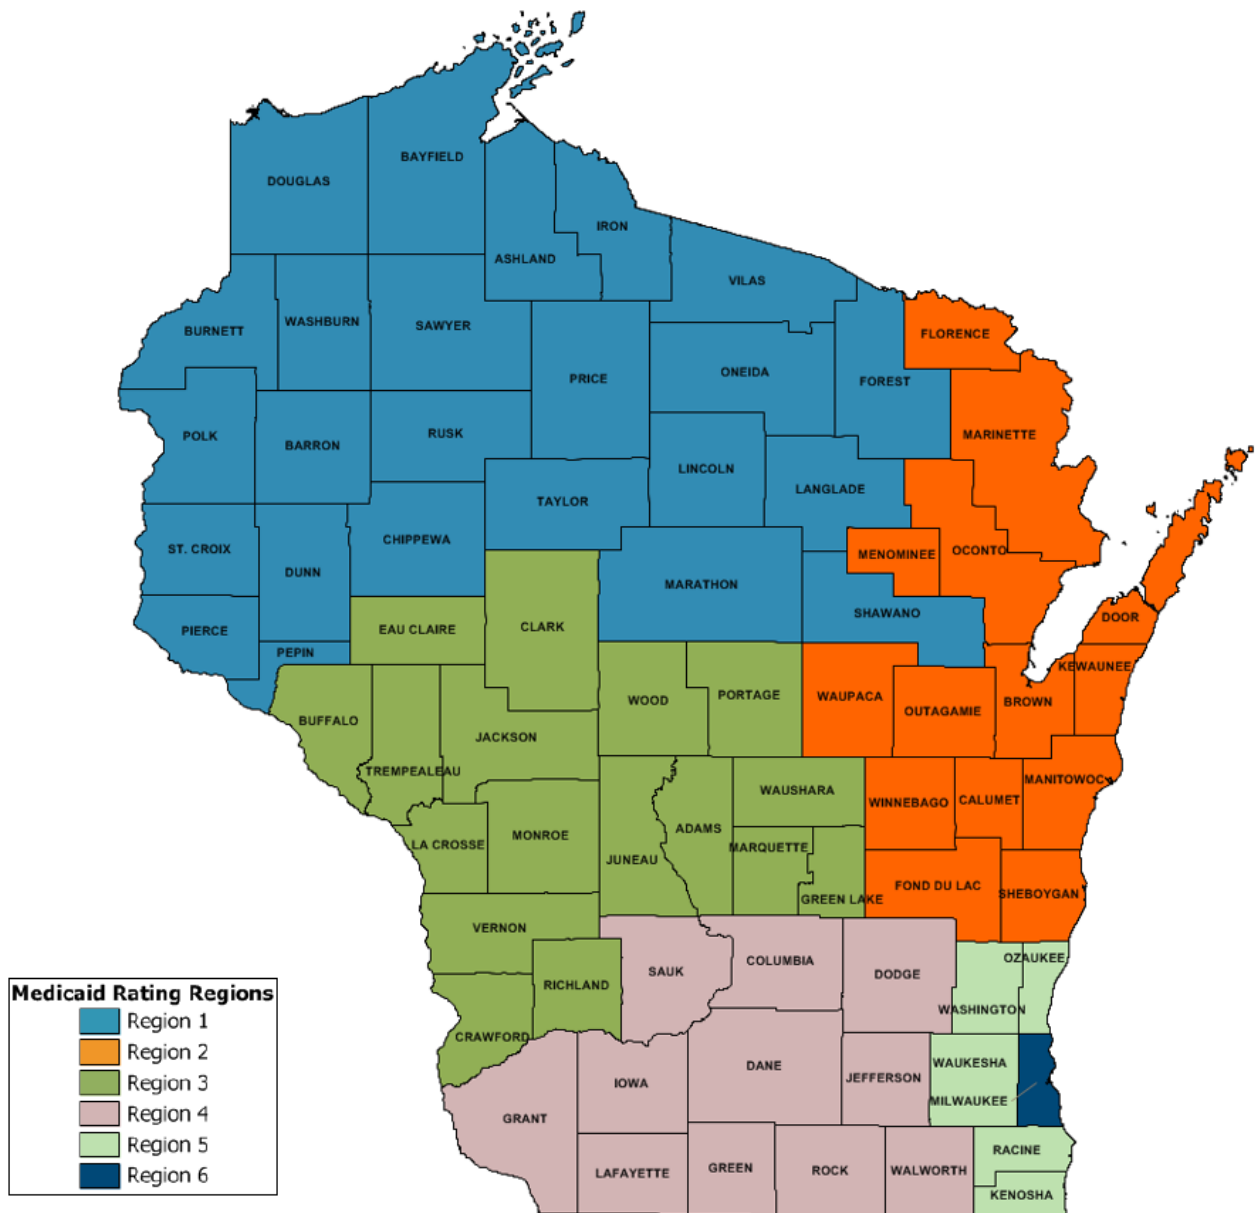 BAYFIELD
DOUGLAS
IRON
ASHLAND
VILAS
BURNETT
WASHBURN
SAWYER
FLORENCE
PRICE
ONEIDA
FOREST
POLK
BARRON
RUSK
MARINETTE
LINCOLN
LANGLADE
TAYLOR
ST. CROIX
CHIPPEWA
DUNN
MENOMINEE
OCONTO
MARATHON
SHAWANO
PIERCE
EAU CLAIRE
CLARK
DOOR
PEPIN
KEWAUNEE
WOOD
PORTAGE
WAUPACA
OUTAGAMIE
BROWN
BUFFALO
JACKSON
TREMPEALEAU
WAUSHARA
WINNEBAGO
CALUMET
MANITOWOC
LA CROSSE
MONROE
JUNEAU
ADAMS
MARQUETTE
GREEN LAKE
FOND DU LAC
SHEBOYGAN
VERNON
RICHLAND
SAUK
COLUMBIA
DODGE
OZAUKEE
WASHINGTON
CRAWFORD
IOWA
DANE
JEFFERSON
WAUKESHA
MILWAUKEE
GRANT
LAFAYETTE
GREEN
ROCK
WALWORTH
RACINE
KENOSHA
Medicaid Rating Regions
Region 1
Region 2
Region 3
Region 4
Region 5
Region 6